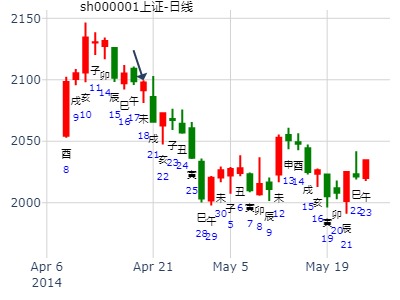 sh000001上证-日线
2150
2100
2050
2000
酉
8
戌
9
亥
10
子
11
卯
14
辰
15
巳
16
午
17
未
18
戌
21
亥
22
子
23
丑
24
寅
25
巳
28
午
29
未
30
子
5
丑
6
寅
7
卯
8
辰
9
未
12
申
13
酉
14
戌
15
亥
16
寅
19
卯
20
辰
21
巳
22
午
23
Apr 6
2014
Apr 21
May 5
May 19